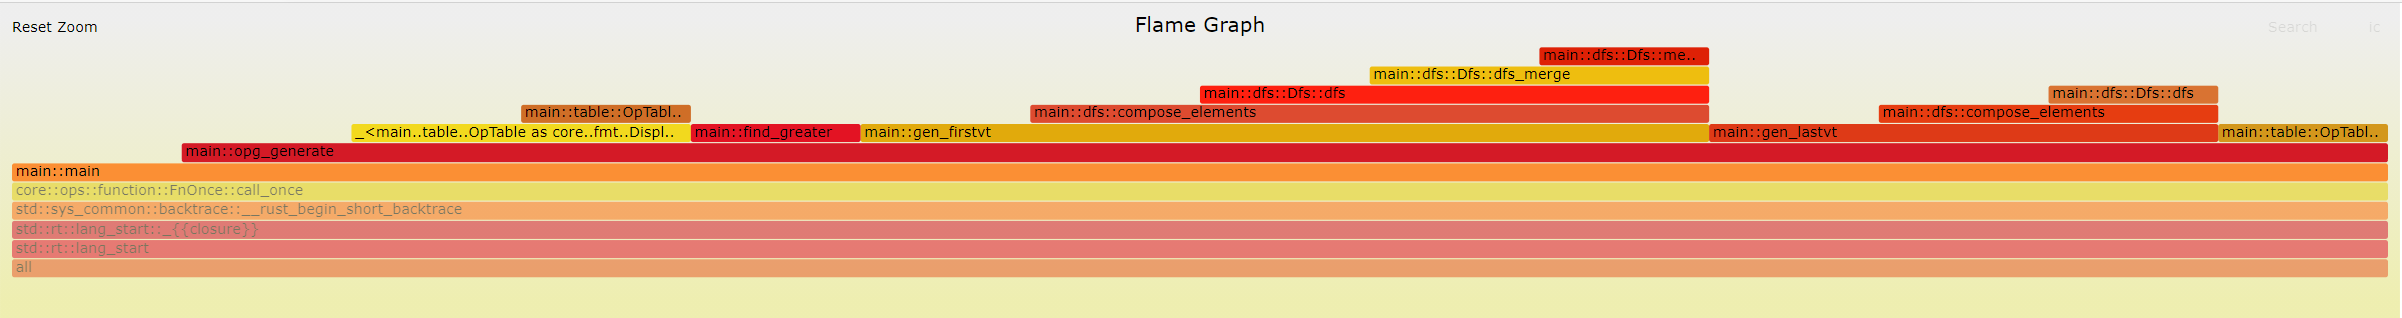 Flame Graph
Reset Zoom
Search
ic
main::dfs::Dfs::me..
main::dfs::Dfs::dfs_merge
main::dfs::Dfs::dfs
main::dfs::Dfs::dfs
main::table::OpTabl..
main::dfs::compose_elements
main::dfs::compose_elements
_<main..table..OpTable as core..fmt..Displ..
main::find_greater
main::gen_firstvt
main::gen_lastvt
main::table::OpTabl..
main::opg_generate
main::main
core::ops::function::FnOnce::call_once
std::sys_common::backtrace::__rust_begin_short_backtrace
std::rt::lang_start::_{{closure}}
std::rt::lang_start
all